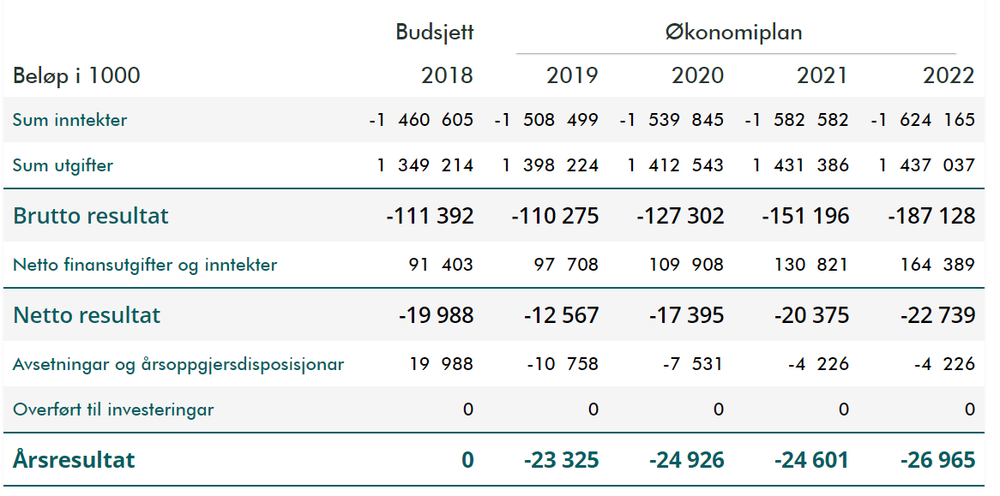 Budsjett Økonomiplan
Beløp i 1000 2018 2019 2020 2021 2022
Sum inntekter -1 460 605 -1 508 499 -1 539 845 -1 582 582 -1 624 165
Sum utgifter 1 349 214 1 398 224 1 412 543 1 431 386 1 437 037
Brutto resultat -111 392 -110 275 -127 302 -151 196 -187 128
Netto finansutgifter og inntekter 91 403 97 708 109 908 130 821 164 389
Netto resultat -19 988 -12 567 -17 395 -20 375 -22 739
Avsetningar og årsoppgjersdisposisjonar 19 988 -10 758 -7 531 -4 226 -4 226
Overført til investeringar 0 0 0 0 0
Årsresultat 0 -23 325 -24 926 -24 601 -26 965